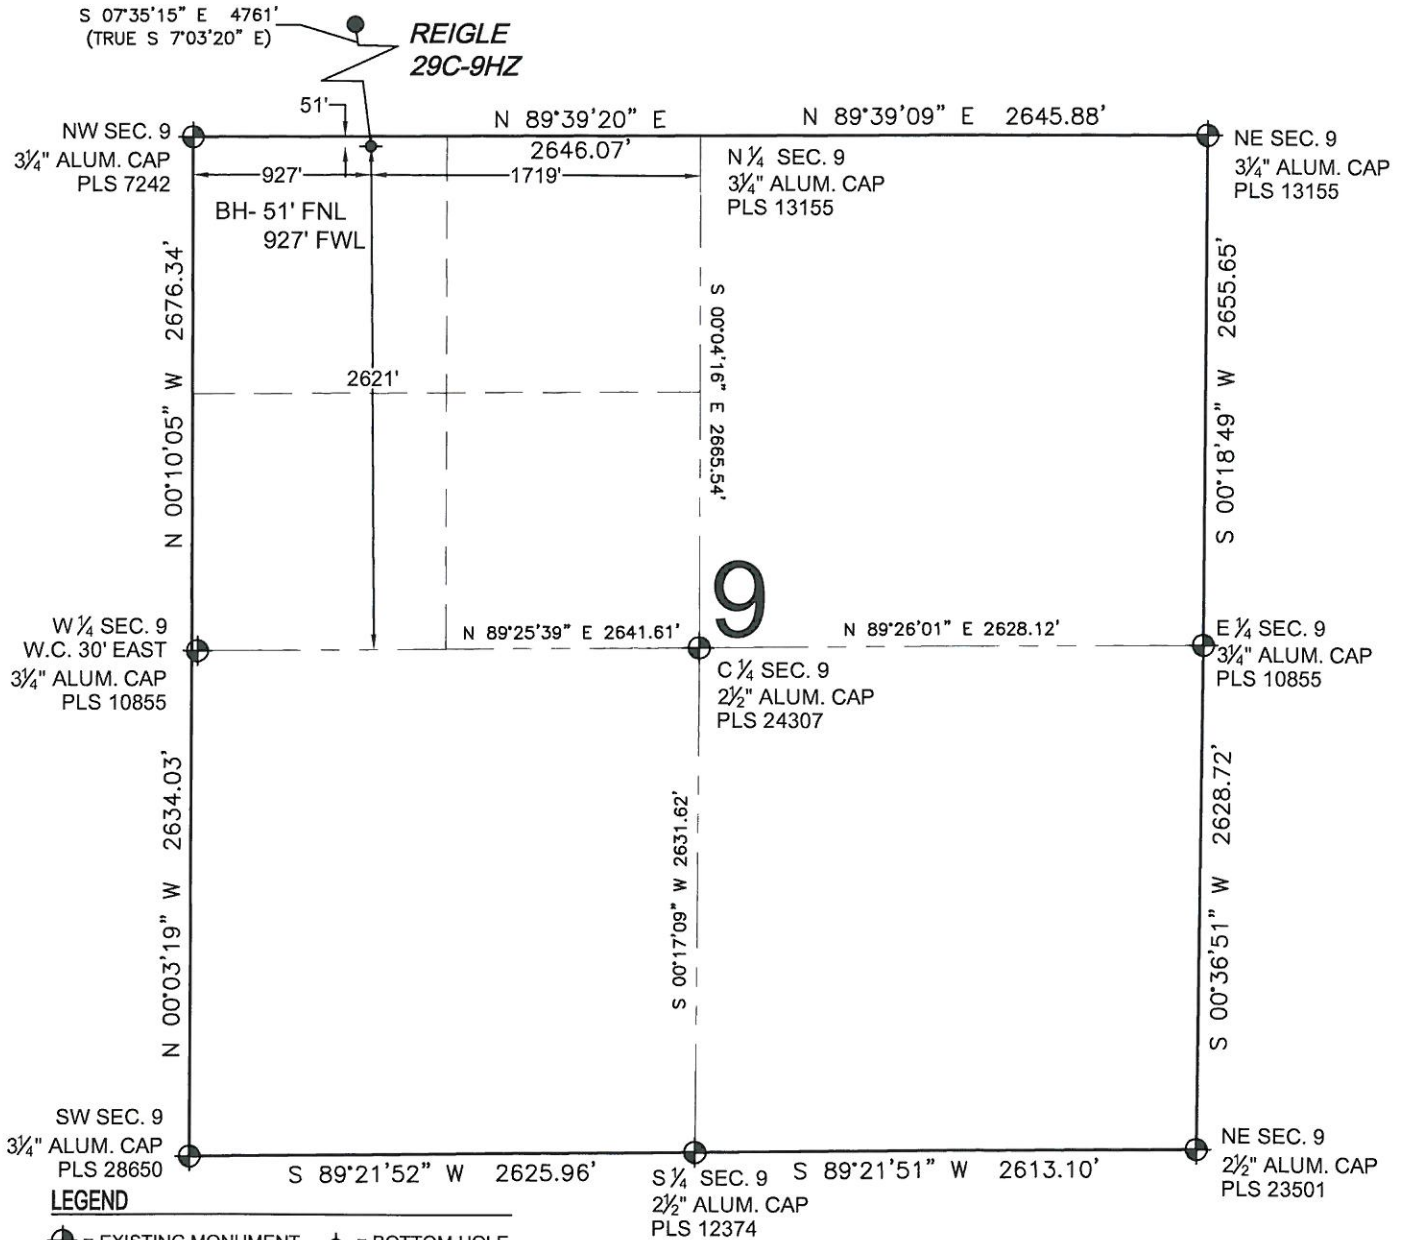 S 07°35'15" E 4761'
(TRUE S 7°03'20" E)
REIGLE
29C-9HZ
51'
N 89°39'20" E
2646.07'
N 89°39'09" E 2645.88'
NW SEC. 9
3¼" ALUM. CAP
PLS 7242
927'
1719'
N ¼ SEC. 9
3¼" ALUM. CAP
PLS 13155
NE SEC. 9
3¼" ALUM. CAP
PLS 13155
BH- 51' FNL
927' FWL
N 00°10'05" W 2676.34'
2621'
S 00°04'16" E 2665.54'
S 00°18'49" W 2655.65'
9
W ¼ SEC. 9
W.C. 30' EAST
3¼" ALUM. CAP
PLS 10855
N 89°25'39" E 2641.61'
N 89°26'01" E 2628.12'
C ¼ SEC. 9
2½" ALUM. CAP
PLS 24307
E ¼ SEC. 9
3¼" ALUM. CAP
PLS 10855
N 00°03'19" W 2634.03'
S 00°17'09" W 2631.62'
S 00°36'51" W 2628.72'
SW SEC. 9
3¼" ALUM. CAP
PLS 28650
S 89°21'52" W 2625.96'
S ¼ SEC. 9
2½" ALUM. CAP
PLS 12374
S 89°21'51" W 2613.10'
NE SEC. 9
2½" ALUM. CAP
PLS 23501
LEGEND
= EXISTING MONUMENT
= BOTTOM HOLE